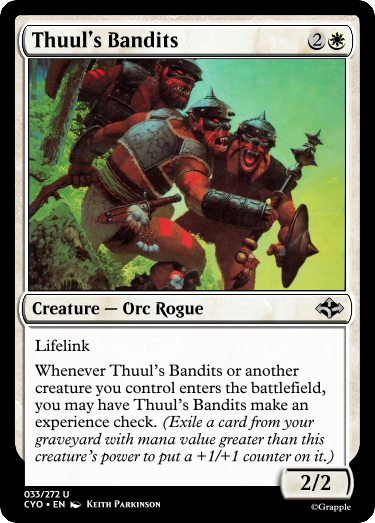 Thuul's Bandits 2
Creature — Orc Rogue
Lifelink
Whenever Thuul's Bandits or another
creature you control enters the battlefield,
you may have Thuul's Bandits make an
experience check. (Exile a card from your
graveyard with mana value greater than this
creature's power to put a +1/+1 counter on it.)
2/2
033/272 U
CYO • EN Keith Parkinson
©Grapple